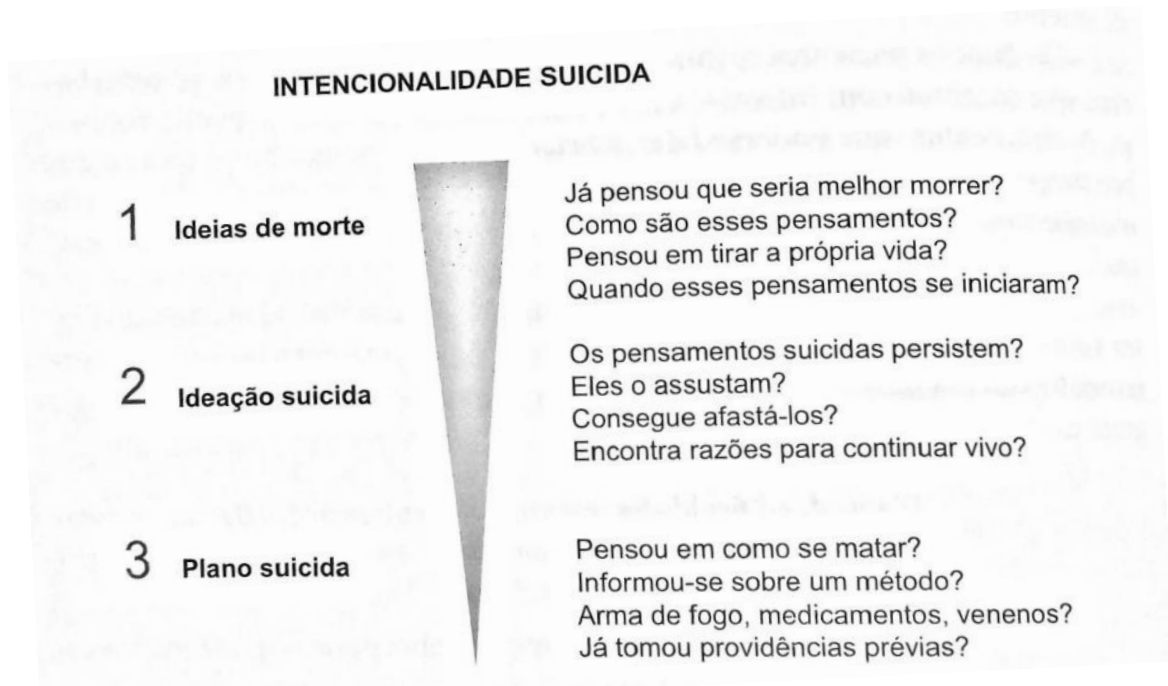 INTENCIONALIDADE SUICIDA
1 Ideias de morte
Já pensou que seria melhor morrer?
Como são esses pensamentos?
Pensou em tirar a própria vida?
Quando esses pensamentos se iniciaram?
2 Ideação suicida
Os pensamentos suicidas persistem?
Eles o assustam?
Consegue afastá-los?
Encontra razões para continuar vivo?
3 Plano suicida
Pensou em como se matar?
Informou-se sobre um método?
Arma de fogo, medicamentos, venenos?
Já tomou providências prévias?